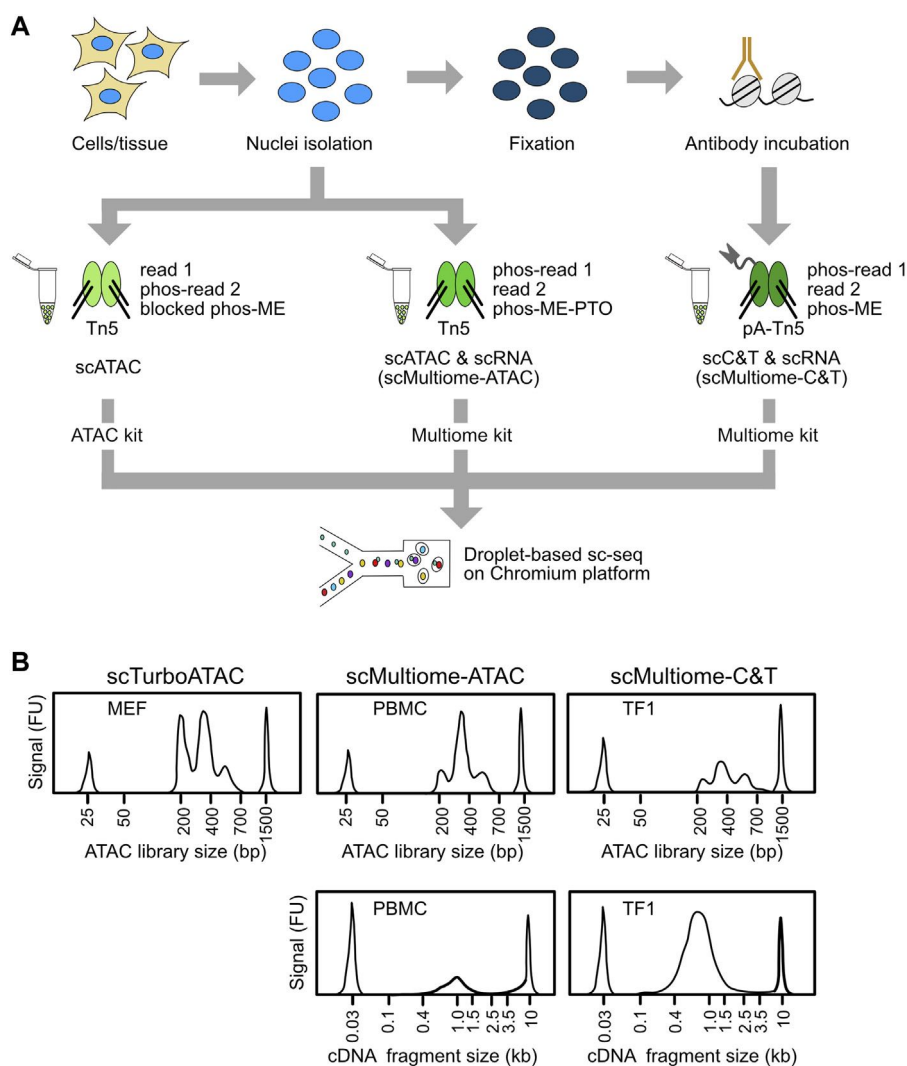 A
Cells/tissue
Nuclei isolation
Fixation
Antibody incubation
read 1
phos-read 2
blocked phos-ME
Tn5
scATAC
phos-read 1
read 2
phos-ME-PTO
Tn5
scATAC & scRNA
(scMultiome-ATAC)
phos-read 1
read 2
phos-ME
pA-Tn5
scC&T & scRNA
(scMultiome-C&T)
ATAC kit
Multiome kit
Multiome kit
Droplet-based sc-seq
on Chromium platform
B
scTurboATAC
MEF
Signal (FU)
25 50 200 400 700 1500
ATAC library size (bp)
scMultiome-ATAC
PBMC
25 50 200 400 700 1500
ATAC library size (bp)
scMultiome-C&T
TF1
25 50 200 400 700 1500
ATAC library size (bp)
PBMC
Signal (FU)
0.03 0.1 0.4 1.0 1.5 2.5 3.5 10
cDNA fragment size (kb)
TF1
0.03 0.1 0.4 1.0 1.5 2.5 3.5 10
cDNA fragment size (kb)